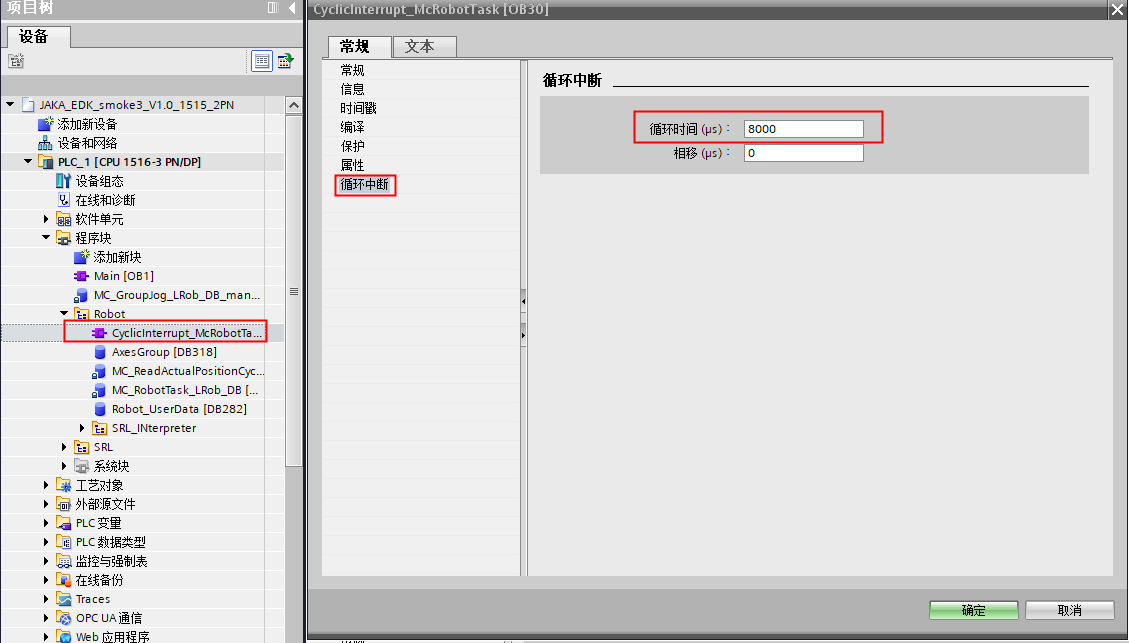 项目树
设备
JAKA_EDK_smoke3_V1.0_1515_2PN
添加新设备
设备和网络
PLC_1 [CPU 1516-3 PN/DP]
设备组态
在线和诊断
软件单元
程序块
添加新块
Main [OB1]
MC_GroupJog_LRob_DB_man...
Robot
CyclicInterrupt_McRobotTa...
AxesGroup [DB318]
MC_ReadActualPositionCyc...
MC_RobotTask_LRob_DB [...
Robot_UserData [DB282]
SRL_INterpreter
SRL
系统块
工艺对象
外部源文件
PLC 变量
PLC 数据类型
监控与强制表
在线备份
Traces
OPC UA 通信
Web 应用程序
CyclicInterrupt_McRobotTask [OB30]
常规 文本
常规
信息
时间戳
编译
保护
属性
循环中断
循环中断
循环时间 (µs)： 8000
相移 (µs)： 0
确定 取消